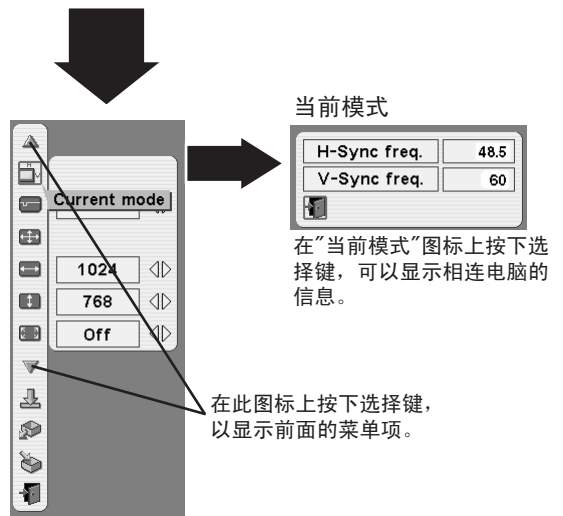 当前模式
H-Sync freq. 48.5
V-Sync freq. 60
在"当前模式"图标上按下选
择键，可以显示相连电脑的
信息。
Current mode
1024
768
Off
在此图标上按下选择键，
以显示前面的菜单项。